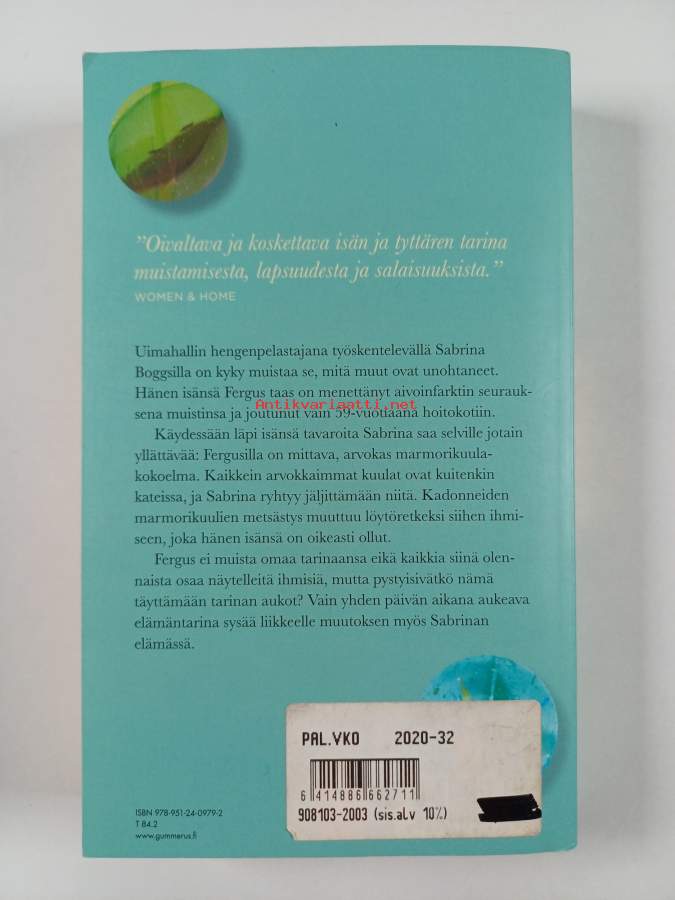 ”Oivaltava ja koskettava isän ja tyttären tarina
muistamisesta, lapsuudesta ja salaisuuksista.”
WOMEN & HOME
Uimahallin hengenpelastajana työskentelevällä Sabrina
Boggsilla on kyky muistaa se, mitä muut ovat unohtaneet.
Hänen isänsä Fergus taas on menettänyt aivoinfarktin seurauk-
sena muistinsa ja joutunut vain 59-vuotiaana hoitokotiin.
Antikvariaatti.net
Käydessään läpi isänsä tavaroita Sabrina saa selville jotain
yllättävää: Fergusilla on mittava, arvokas marmorikuula-
kokoelma. Kaikkein arvokkaimmat kuulat ovat kuitenkin
kateissa, ja Sabrina ryhtyy jäljittämään niitä. Kadonneiden
marmorikuulien metsästys muuttuu löytöretkeksi siihen ihmi-
seen, joka hänen isänsä on oikeasti ollut.
Fergus ei muista omaa tarinaansa eikä kaikkia siinä olen-
naista osaa näytelleitä ihmisiä, mutta pystyisivätkö nämä
täyttämään tarinan aukot? Vain yhden päivän aikana aukeava
elämäntarina sysää liikkeelle muutoksen myös Sabrinan
elämässä.
PAL.VKO 2020-32
6 414886 662711
908103-2003 (sis.alv 10%)
ISBN 978-951-24-0979-2
T 84.2
www.gummerus.fi